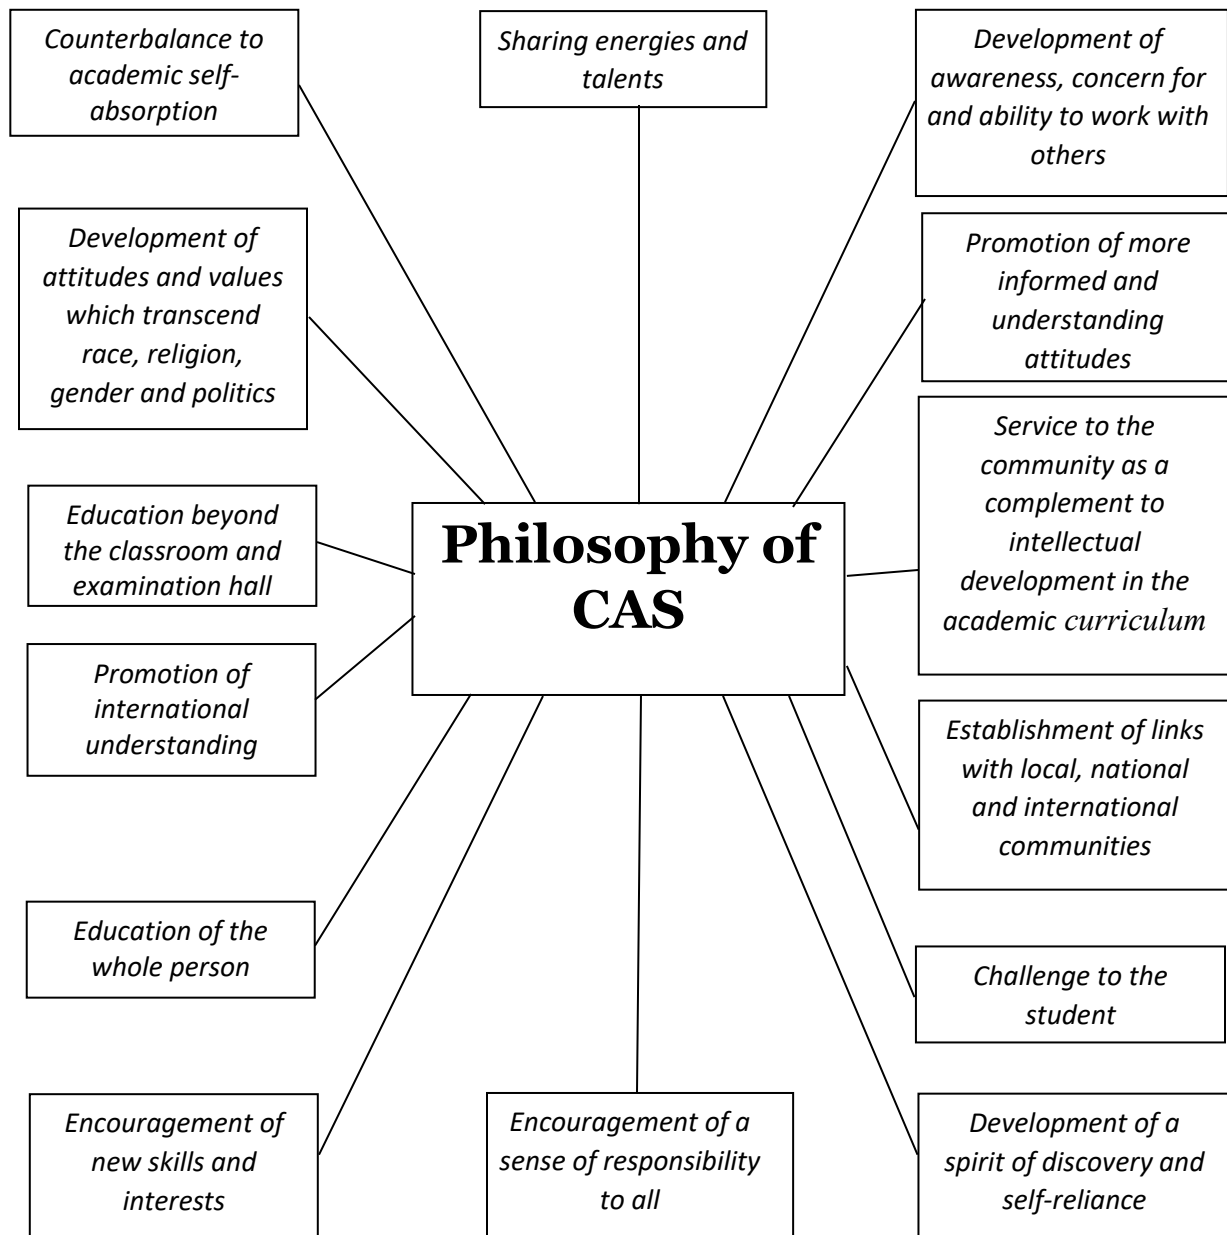 Counterbalance to
academic self-
absorption
Sharing energies and
talents
Development of
awareness, concern for
and ability to work with
others
Development of
attitudes and values
which transcend
race, religion,
gender and politics
Promotion of more
informed and
understanding
attitudes
Service to the
community as a
complement to
intellectual
development in the
academic curriculum
Education beyond
the classroom and
examination hall
Philosophy of
CAS
Promotion of
international
understanding
Establishment of links
with local, national
and international
communities
Education of the
whole person
Challenge to the
student
Encouragement of
new skills and
interests
Encouragement of a
sense of responsibility
to all
Development of a
spirit of discovery and
self-reliance